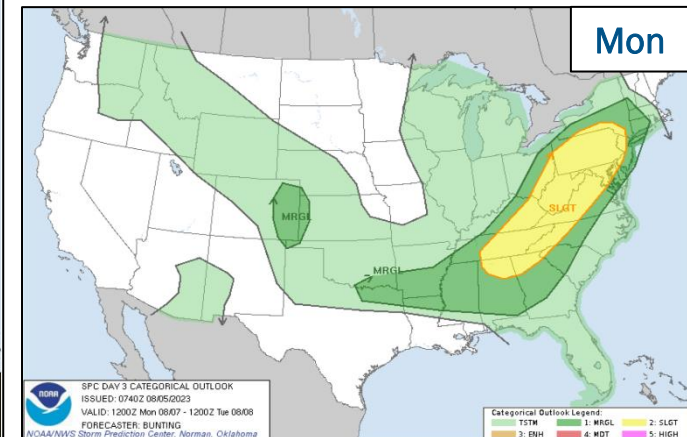 Mon
MRGL
SLGT
MRGL
NOAA
SPC DAY 3 CATEGORICAL OUTLOOK
ISSUED: 0740Z 08/05/2023
VALID: 1200Z Mon 08/07 - 1200Z Tue 08/08
FORECASTER: BUNTING
NOAA/NWS Storm Prediction Center, Norman, Oklahoma
Categorical Outlook Legend:
TSTM 1: MRGL 2: SLGT
3: ENH 4: MDT 5: HIGH